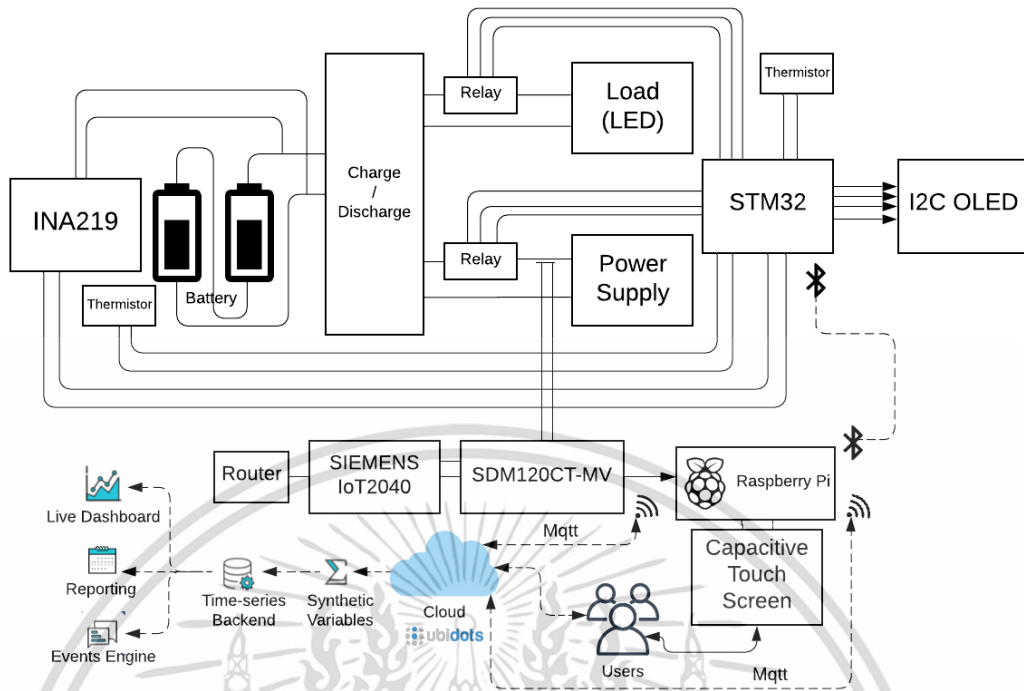 Thermistor
Relay
Load
(LED)
INA219
Charge
/
Discharge
STM32
I2C OLED
Relay
Power
Supply
Thermistor
Battery
Router
SIEMENS
IoT2040
SDM120CT-MV
Raspberry Pi
Live Dashboard
Mqtt
Capacitive
Touch
Screen
Reporting
Time-series
Backend
Synthetic
Variables
Cloud
ubidots
Events Engine
Users
Mqtt